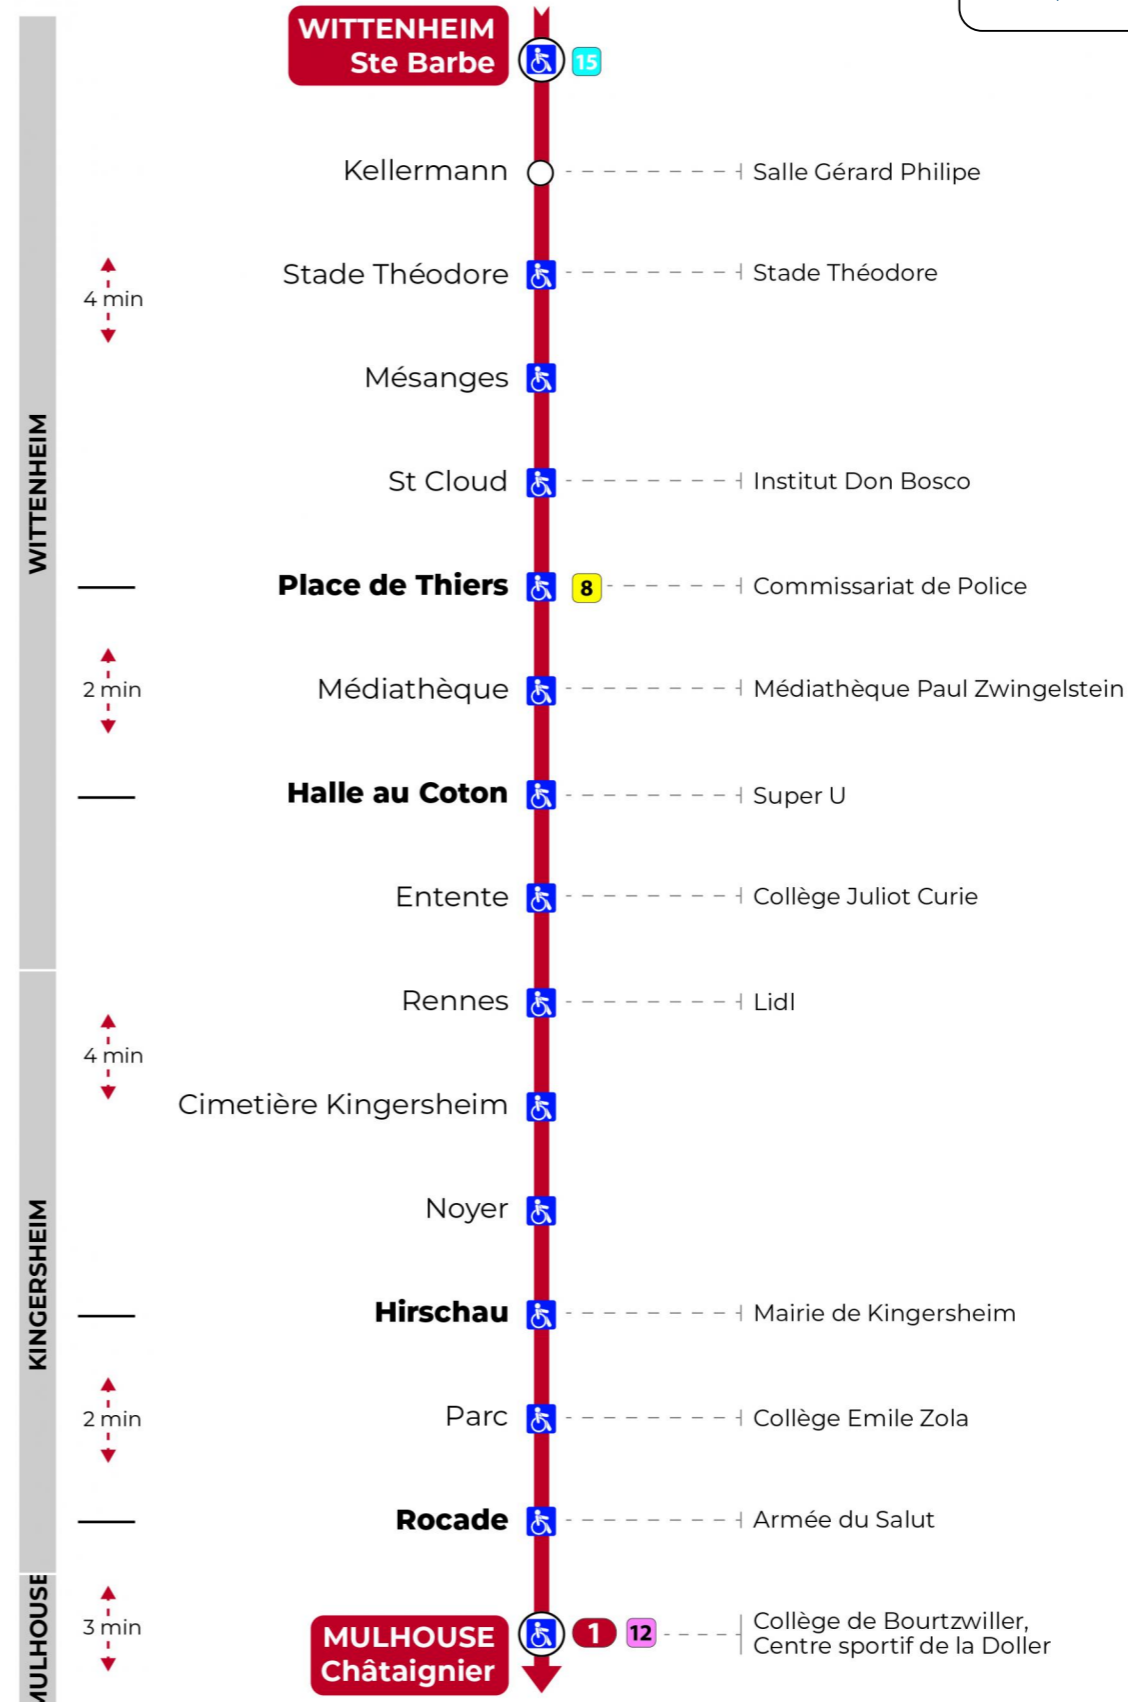 WITTENHEIM
Ste Barbe
15
Kellermann
Salle Gérard Philipe
Stade Théodore
Stade Théodore
4 min
Mésanges
WITTENHEIM
St Cloud
Institut Don Bosco
Place de Thiers
8
Commissariat de Police
2 min
Médiathèque
Médiathèque Paul Zwingelstein
Halle au Coton
Super U
Entente
Collège Juliot Curie
Rennes
Lidl
4 min
Cimetière Kingersheim
Noyer
KINGERSHEIM
Hirschau
Mairie de Kingersheim
2 min
Parc
Collège Emile Zola
Rocade
Armée du Salut
MULHOUSE
3 min
MULHOUSE
Châtaignier
1
12
Collège de Bourtzwiller,
Centre sportif de la Doller